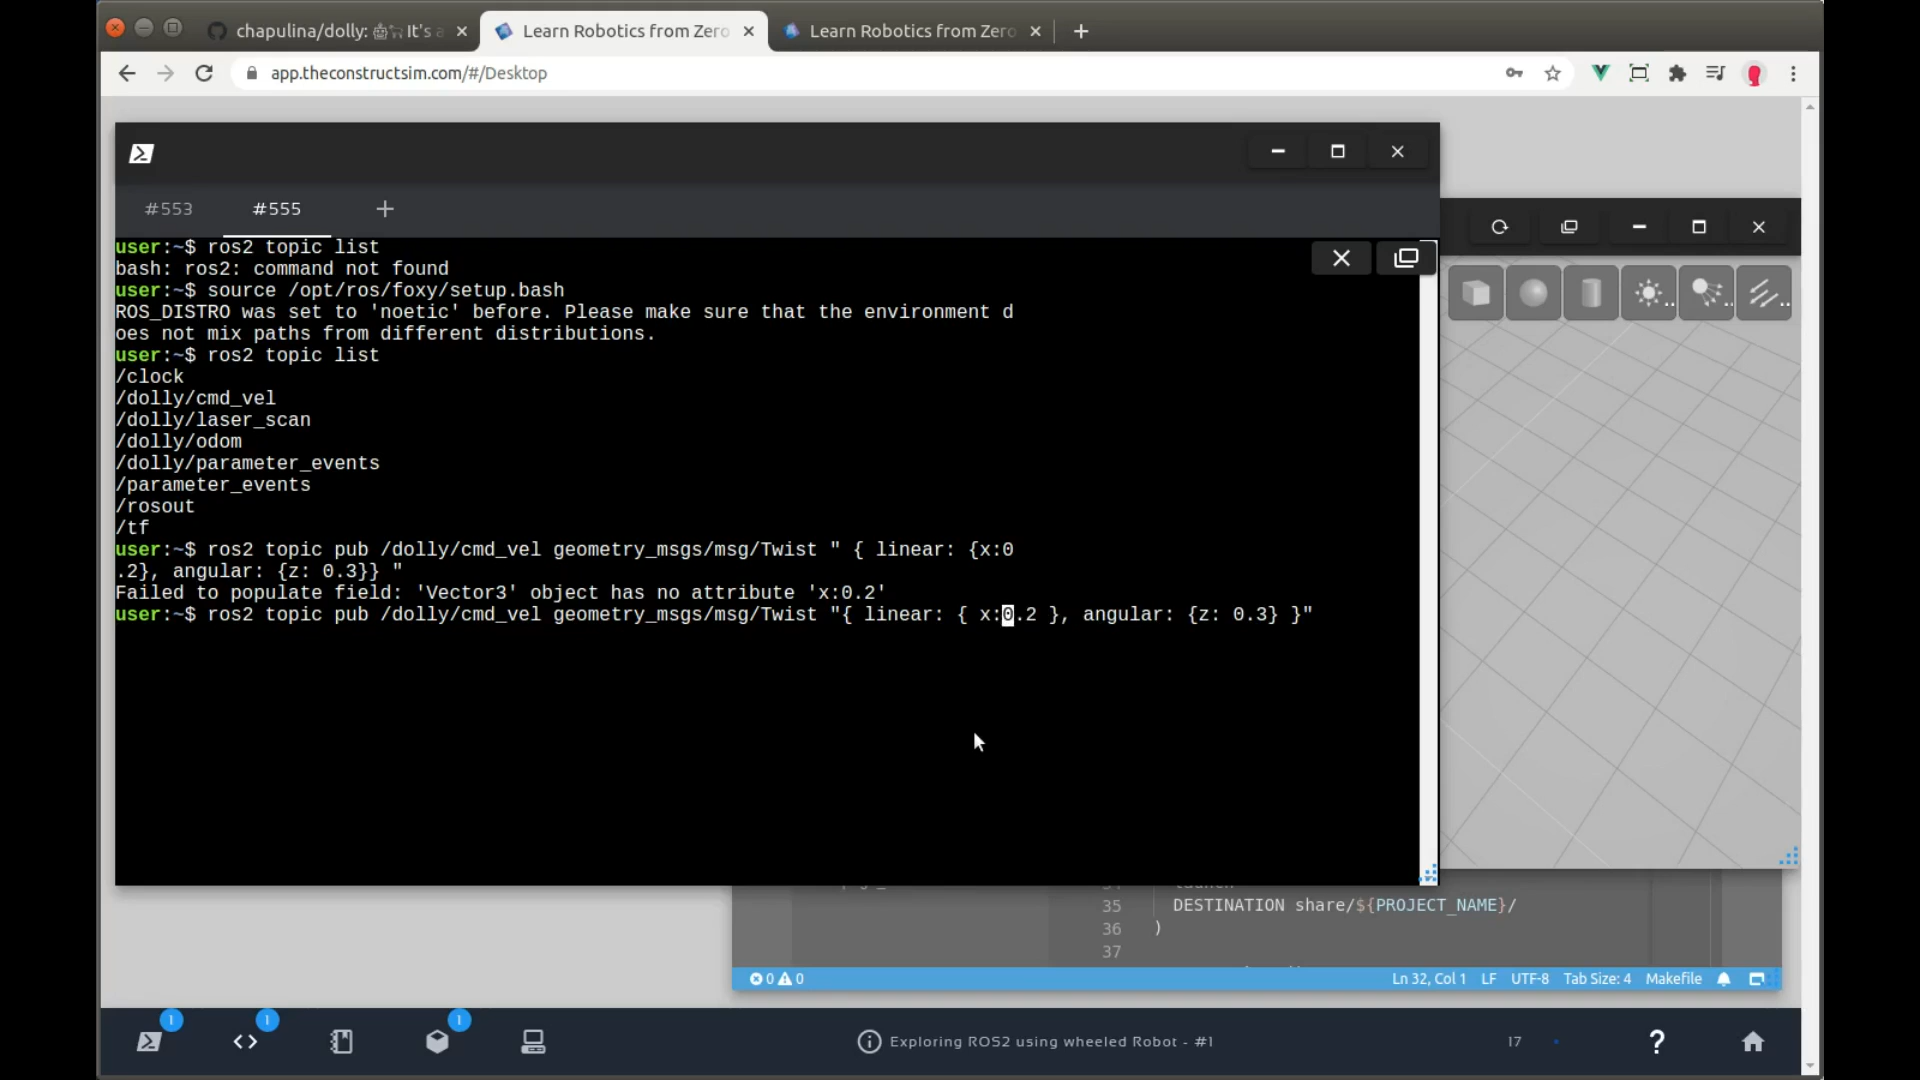 chapulina/dolly: 🤖🐑 It's a
Learn Robotics from Zero
Learn Robotics from Zero
app.theconstructsim.com/#/Desktop
#553
#555
user:~$ ros2 topic list
bash: ros2: command not found
user:~$ source /opt/ros/foxy/setup.bash
ROS_DISTRO was set to 'noetic' before. Please make sure that the environment d
oes not mix paths from different distributions.
user:~$ ros2 topic list
/clock
/dolly/cmd_vel
/dolly/laser_scan
/dolly/odom
/dolly/parameter_events
/parameter_events
/rosout
/tf
user:~$ ros2 topic pub /dolly/cmd_vel geometry_msgs/msg/Twist " { linear: {x:0
.2}, angular: {z: 0.3}} "
Failed to populate field: 'Vector3' object has no attribute 'x:0.2'
user:~$ ros2 topic pub /dolly/cmd_vel geometry_msgs/msg/Twist "{ linear: { x:0.2 }, angular: {z: 0.3} }"
35 DESTINATION share/${PROJECT_NAME}/
36 )
37
0 0
Ln 32, Col 1 LF UTF-8 Tab Size: 4 Makefile
1
1
1
Exploring ROS2 using wheeled Robot - #1
17
?